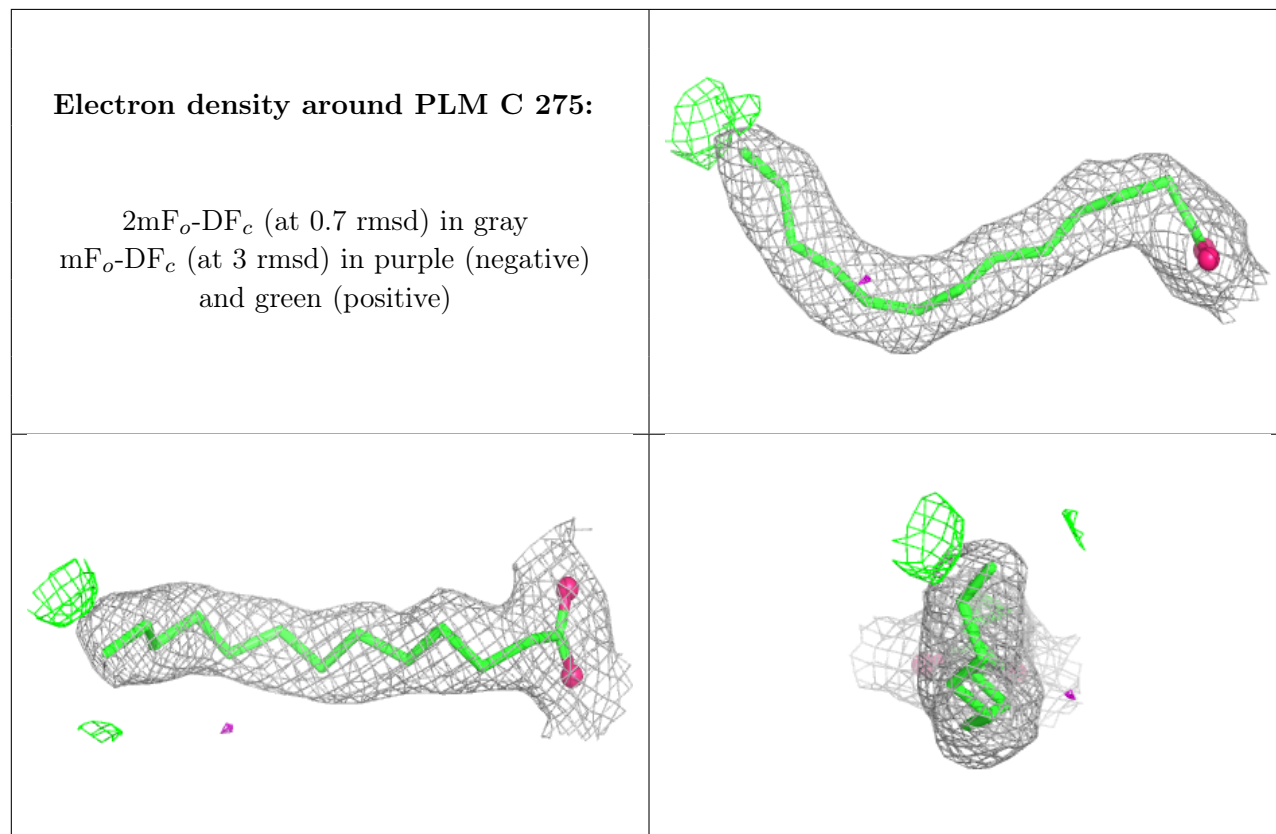 Electron density around PLM C 275:
2mFo-DFc (at 0.7 rmsd) in gray
mFo-DFc (at 3 rmsd) in purple (negative)
and green (positive)